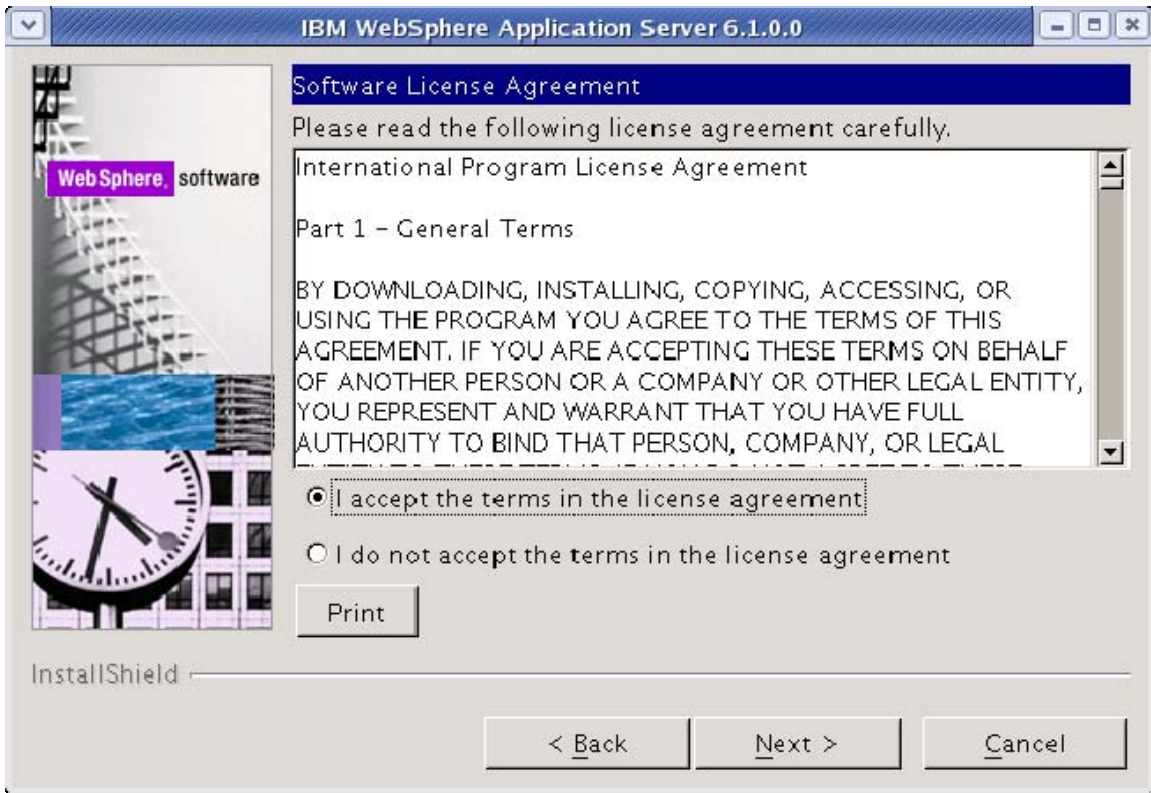 IBM WebSphere Application Server 6.1.0.0
WebSphere. software
Software License Agreement
Please read the following license agreement carefully.
International Program License Agreement
Part 1 – General Terms
BY DOWNLOADING, INSTALLING, COPYING, ACCESSING, OR
USING THE PROGRAM YOU AGREE TO THE TERMS OF THIS
AGREEMENT. IF YOU ARE ACCEPTING THESE TERMS ON BEHALF
OF ANOTHER PERSON OR A COMPANY OR OTHER LEGAL ENTITY,
YOU REPRESENT AND WARRANT THAT YOU HAVE FULL
AUTHORITY TO BIND THAT PERSON, COMPANY, OR LEGAL
I accept the terms in the license agreement
I do not accept the terms in the license agreement
Print
InstallShield
< Back
Next >
Cancel